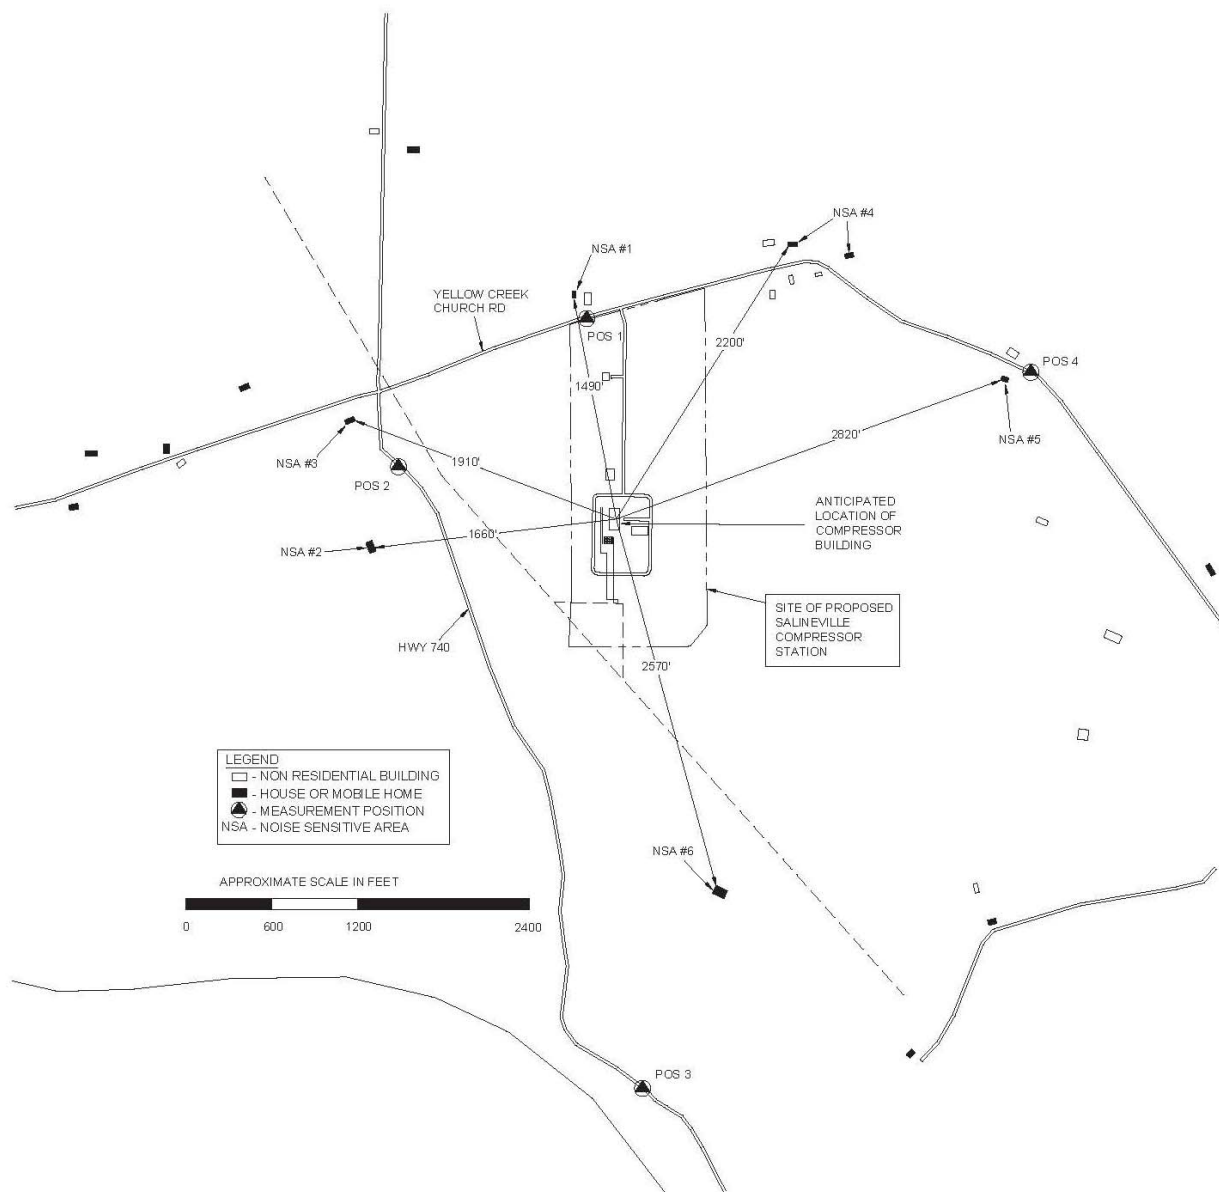 NSA #4
NSA #1
YELLOW CREEK
CHURCH RD
POS 1
2200'
POS 4
1490'
NSA #5
2820'
NSA #3
1910'
POS 2
ANTICIPATED
LOCATION OF
COMPRESSOR
BUILDING
1660'
NSA #2
SITE OF PROPOSED
SALINEVILLE
COMPRESSOR
STATION
HWY 740
2570'
LEGEND
- NON RESIDENTIAL BUILDING
- HOUSE OR MOBILE HOME
- MEASUREMENT POSITION
NSA - NOISE SENSITIVE AREA
NSA #6
APPROXIMATE SCALE IN FEET
0 600 1200 2400
POS 3